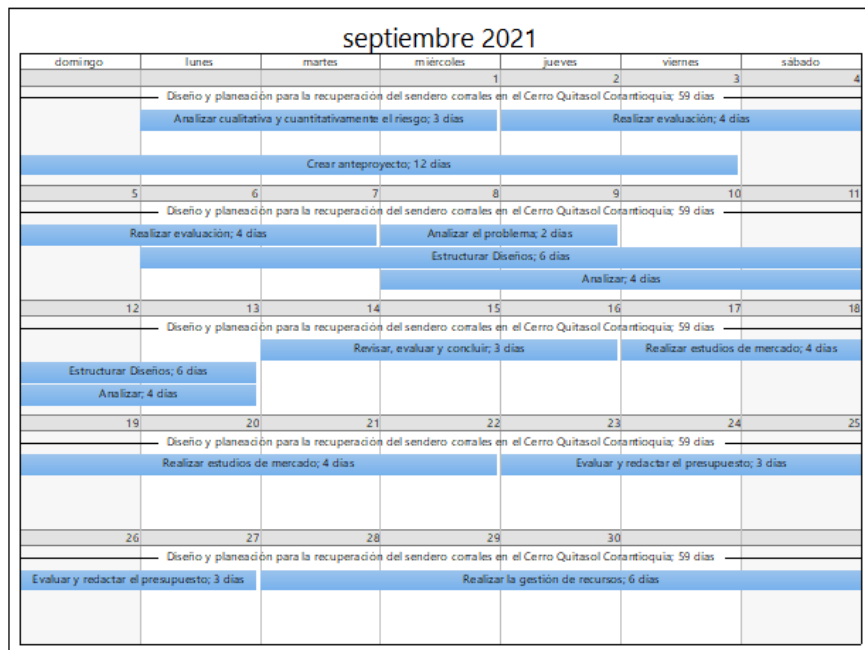 septiembre 2021
domingo lunes martes miércoles jueves viernes sábado
1 2 3 4
Diseño y planeación para la recuperación del sendero corrales en el Cerro Quitasol Corantioquia; 59 días
Analizar cualitativa y cuantitativamente el riesgo; 3 días Realizar evaluación; 4 días
Crear anteproyecto; 12 días
5 6 7 8 9 10 11
Diseño y planeación para la recuperación del sendero corrales en el Cerro Quitasol Corantioquia; 59 días
Realizar evaluación; 4 días Analizar el problema; 2 días
Estructurar Diseños; 6 días
Analizar; 4 días
12 13 14 15 16 17 18
Diseño y planeación para la recuperación del sendero corrales en el Cerro Quitasol Corantioquia; 59 días
Revisar, evaluar y concluir; 3 días Realizar estudios de mercado; 4 días
Estructurar Diseños; 6 días
Analizar; 4 días
19 20 21 22 23 24 25
Diseño y planeación para la recuperación del sendero corrales en el Cerro Quitasol Corantioquia; 59 días
Realizar estudios de mercado; 4 días Evaluar y redactar el presupuesto; 3 días
26 27 28 29 30
Diseño y planeación para la recuperación del sendero corrales en el Cerro Quitasol Corantioquia; 59 días
Evaluar y redactar el presupuesto; 3 días Realizar la gestión de recursos; 6 días